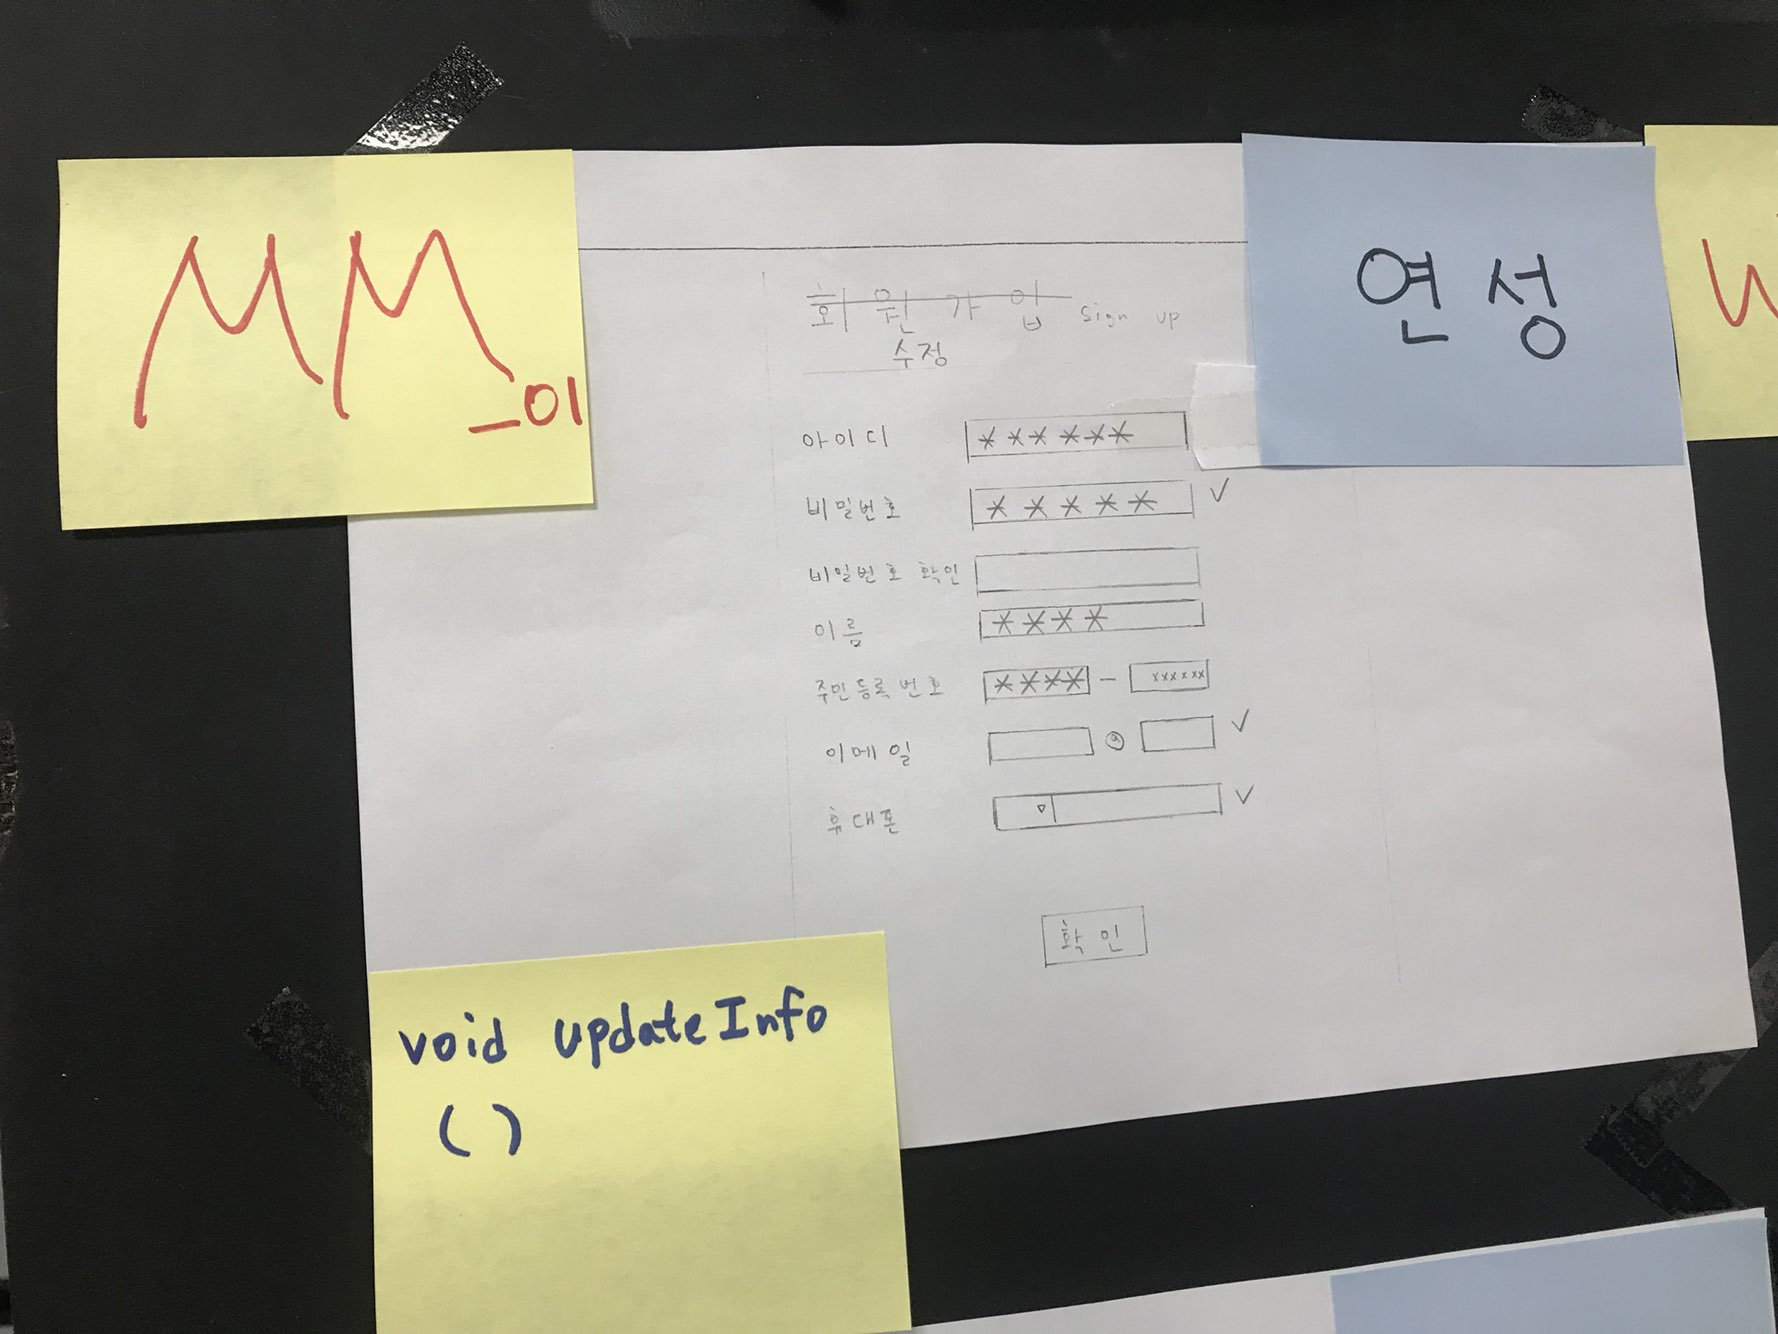 MM_01
연성
회원가입 Sign up
수정
아이디 ******
비밀번호 ***** ✓
비밀번호 확인
이름 ****
주민등록번호 **** - xxxxxx
이메일 @ ✓
휴대폰 ▽ ✓
확인
void updateInfo
( )